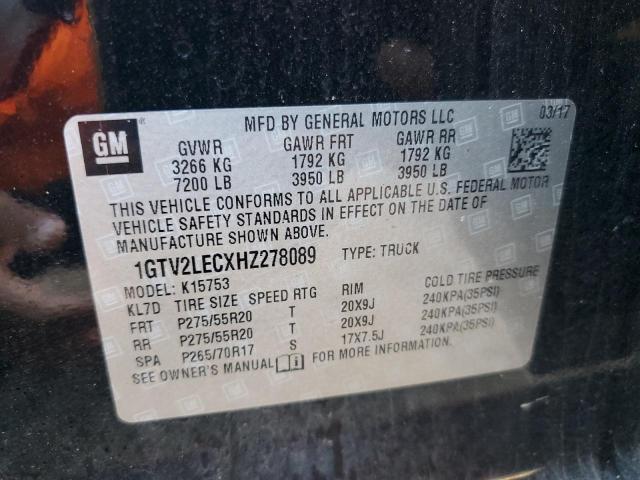 GM
®
MFD BY GENERAL MOTORS LLC
03/17
GVWR GAWR FRT GAWR RR
3266 KG 1792 KG 1792 KG
7200 LB 3950 LB 3950 LB
THIS VEHICLE CONFORMS TO ALL APPLICABLE U.S. FEDERAL MOTOR
VEHICLE SAFETY STANDARDS IN EFFECT ON THE DATE OF
MANUFACTURE SHOWN ABOVE.
1GTV2LECXHZ278089 TYPE: TRUCK
MODEL: K15753
KL7D TIRE SIZE SPEED RTG RIM COLD TIRE PRESSURE
FRT P275/55R20 T 20X9J 240KPA(35PSI)
RR P275/55R20 T 20X9J 240KPA(35PSI)
SPA P265/70R17 S 17X7.5J 240KPA(35PSI)
SEE OWNER'S MANUAL FOR MORE INFORMATION.